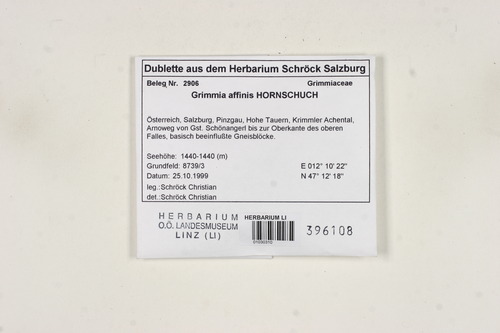 Dublette aus dem Herbarium Schröck Salzburg
Beleg Nr. 2906 Grimmiaceae
Grimmia affinis HORNSCHUCH
Österreich, Salzburg, Pinzgau, Hohe Tauern, Krimmler Achental,
Arnoweg von Gst. Schönangerl bis zur Oberkante des oberen
Falles, basisch beeinflußte Gneisblöcke.
Seehöhe: 1440-1440 (m)
Grundfeld: 8739/3 E 012° 10' 22"
Datum: 25.10.1999 N 47° 12' 18"
leg.:Schröck Christian
det.:Schröck Christian
HERBARIUM
O.Ö. LANDESMUSEUM
LINZ (LI)
HERBARIUM LI
396108